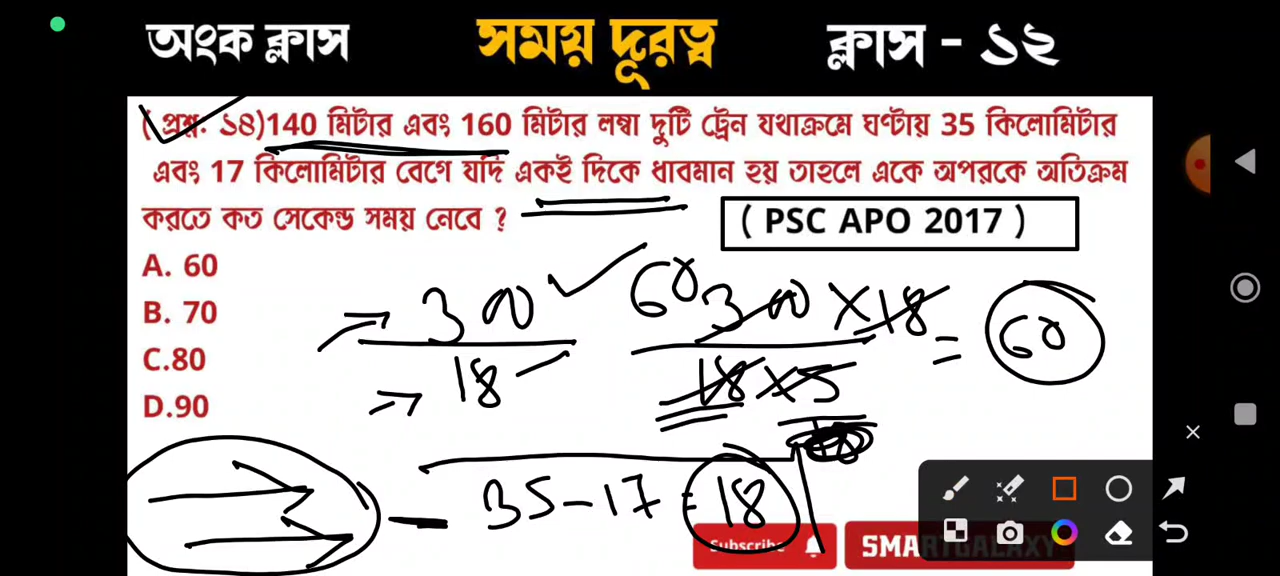 অংক ক্লাস সময় দূরত্ব ক্লাস - ১২
( প্রশ্ন. ১৪)140 মিটার এবং 160 মিটার লম্বা দুটি ট্রেন যথাক্রমে ঘণ্টায় 35 কিলোমিটার
এবং 17 কিলোমিটার বেগে যদি একই দিকে ধাবমান হয় তাহলে একে অপরকে অতিক্রম
করতে কত সেকেন্ড সময় নেবে ?
( PSC APO 2017 )
A. 60
B. 70
C.80
D.90
300
18
60 300 X 18
18 X 5
= 60
35 - 17 = 18
Subscribe
SMARTGALAXY